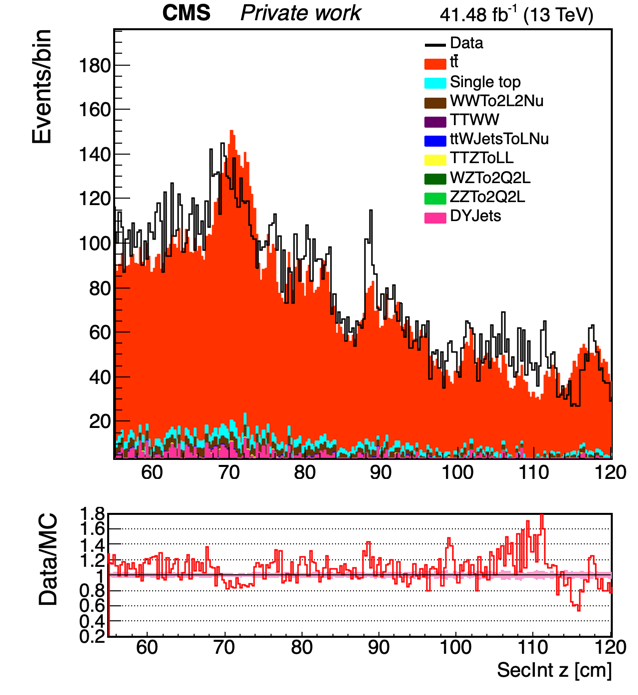 CMS Private work 41.48 fb⁻¹ (13 TeV)
Events/bin
180
160
140
120
100
80
60
40
20
Data
tt̄
Single top
WWTo2L2Nu
TTWW
ttWJetsToLNu
TTZToLL
WZTo2Q2L
ZZTo2Q2L
DYJets
60 70 80 90 100 110 120
Data/MC
1.8
1.6
1.4
1.2
1
0.8
0.6
0.4
0.2
60 70 80 90 100 110 120
SecInt z [cm]